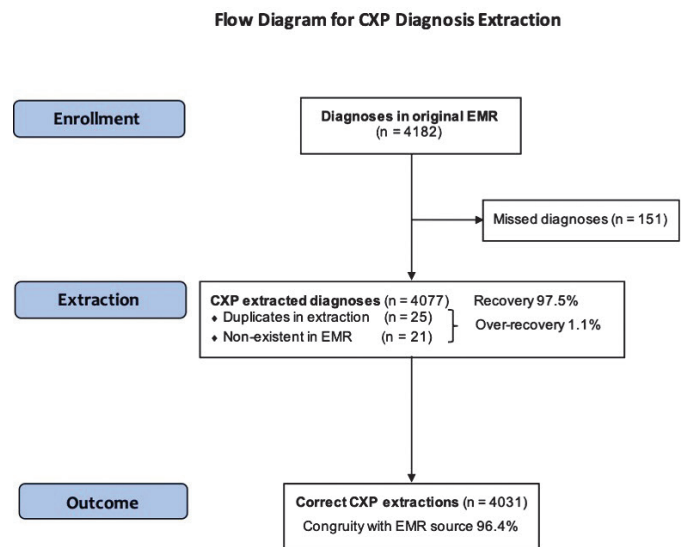 Flow Diagram for CXP Diagnosis Extraction
Enrollment
Diagnoses in original EMR
(n = 4182)
Missed diagnoses (n = 151)
Extraction
CXP extracted diagnoses (n = 4077) Recovery 97.5%
♦ Duplicates in extraction (n = 25)
Over-recovery 1.1%
♦ Non-existent in EMR (n = 21)
Outcome
Correct CXP extractions (n = 4031)
Congruity with EMR source 96.4%